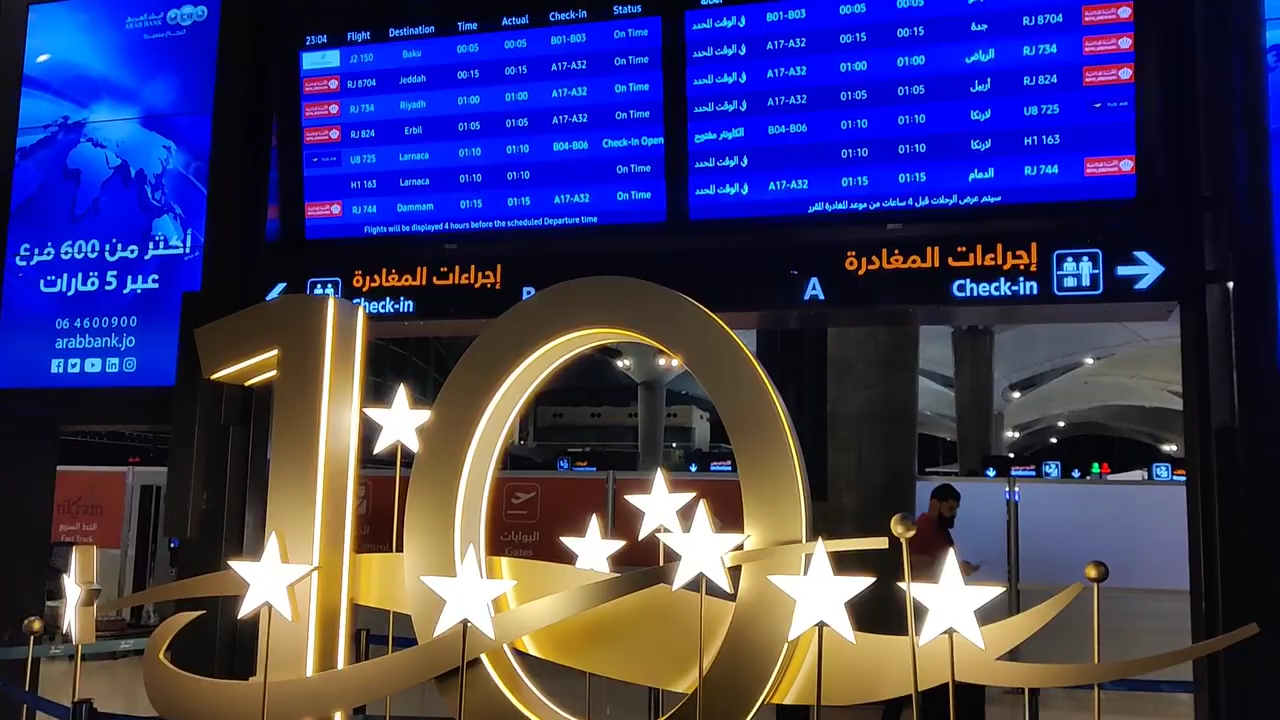 البنك العربي
ARAB BANK
أكثر من 600 فرع
عبر 5 قارات
06 4600900
arabbank.jo
23:04 Flight Destination Time Actual Check-in Status
J2 150 Baku 00:05 00:05 B01-B03 On Time
RJ 8704 Jeddah 00:15 00:15 A17-A32 On Time
RJ 734 Riyadh 01:00 01:00 A17-A32 On Time
RJ 824 Erbil 01:05 01:05 A17-A32 On Time
U8 725 Larnaca 01:10 01:10 B04-B06 Check-In Open
H1 163 Larnaca 01:10 01:10 On Time
RJ 744 Dammam 01:15 01:15 A17-A32 On Time
Flights will be displayed 4 hours before the scheduled Departure time
في الوقت المحدد B01-B03 00:05 00:05
في الوقت المحدد A17-A32 00:15 00:15 جدة RJ 8704
في الوقت المحدد A17-A32 01:00 01:00 الرياض RJ 734
في الوقت المحدد A17-A32 01:05 01:05 أربيل RJ 824
الكاونتر مفتوح B04-B06 01:10 01:10 لارنكا U8 725
في الوقت المحدد 01:10 01:10 لارنكا H1 163
في الوقت المحدد A17-A32 01:15 01:15 الدمام RJ 744
سيتم عرض الرحلات قبل 4 ساعات من موعد المغادرة المقرر
إجراءات المغادرة
Check-in
A
إجراءات المغادرة
Check-in
10
tikram
الخط السريع
Fast Track
البوابات
Gates